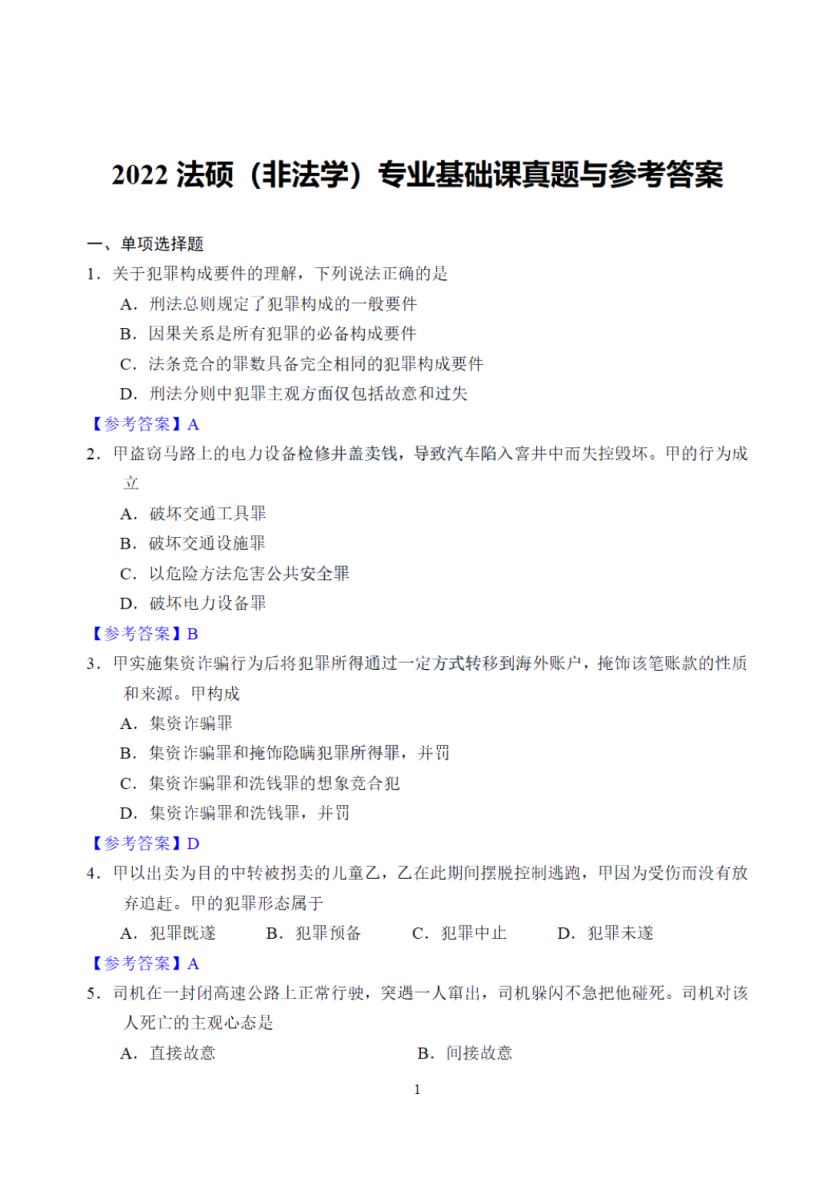 2022 法硕（非法学）专业基础课真题与参考答案
一、单项选择题
1．关于犯罪构成要件的理解，下列说法正确的是
A．刑法总则规定了犯罪构成的一般要件
B．因果关系是所有犯罪的必备构成要件
C．法条竞合的罪数具备完全相同的犯罪构成要件
D．刑法分则中犯罪主观方面仅包括故意和过失
【参考答案】A
2．甲盗窃马路上的电力设备检修井盖卖钱，导致汽车陷入窨井中而失控毁坏。甲的行为成
立
A．破坏交通工具罪
B．破坏交通设施罪
C．以危险方法危害公共安全罪
D．破坏电力设备罪
【参考答案】B
3．甲实施集资诈骗行为后将犯罪所得通过一定方式转移到海外账户，掩饰该笔账款的性质
和来源。甲构成
A．集资诈骗罪
B．集资诈骗罪和掩饰隐瞒犯罪所得罪，并罚
C．集资诈骗罪和洗钱罪的想象竞合犯
D．集资诈骗罪和洗钱罪，并罚
【参考答案】D
4．甲以出卖为目的中转被拐卖的儿童乙，乙在此期间摆脱控制逃跑，甲因为受伤而没有放
弃追赶。甲的犯罪形态属于
A．犯罪既遂 B．犯罪预备 C．犯罪中止 D．犯罪未遂
【参考答案】A
5．司机在一封闭高速公路上正常行驶，突遇一人窜出，司机躲闪不急把他碰死。司机对该
人死亡的主观心态是
A．直接故意 B．间接故意
1